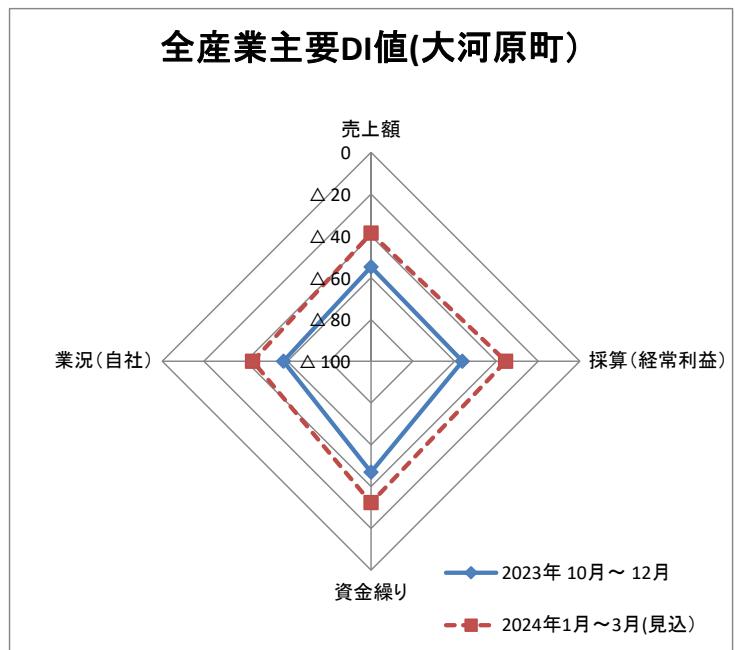 全産業主要DI値(大河原町）
売上額
0
△ 20
△ 40
△ 60
△ 80
△ 100
業況（自社）
採算（経常利益）
資金繰り
2023年 10月～ 12月
2024年1月～3月(見込）